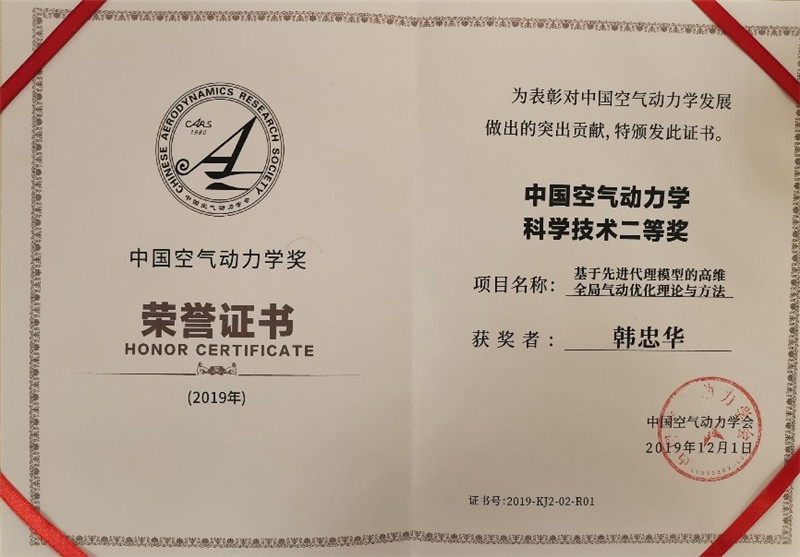 CHINESE AERODYNAMICS RESEARCH SOCIETY
CARS
1980
中国空气动力学会
中国空气动力学奖
荣誉证书
HONOR CERTIFICATE
(2019年)
为表彰对中国空气动力学发展
做出的突出贡献,特颁发此证书。
中国空气动力学
科学技术二等奖
项目名称：
基于先进代理模型的高维
全局气动优化理论与方法
获奖者：韩忠华
中国空气动力学会
2019年12月1日
证书号:2019-KJ2-02-R01